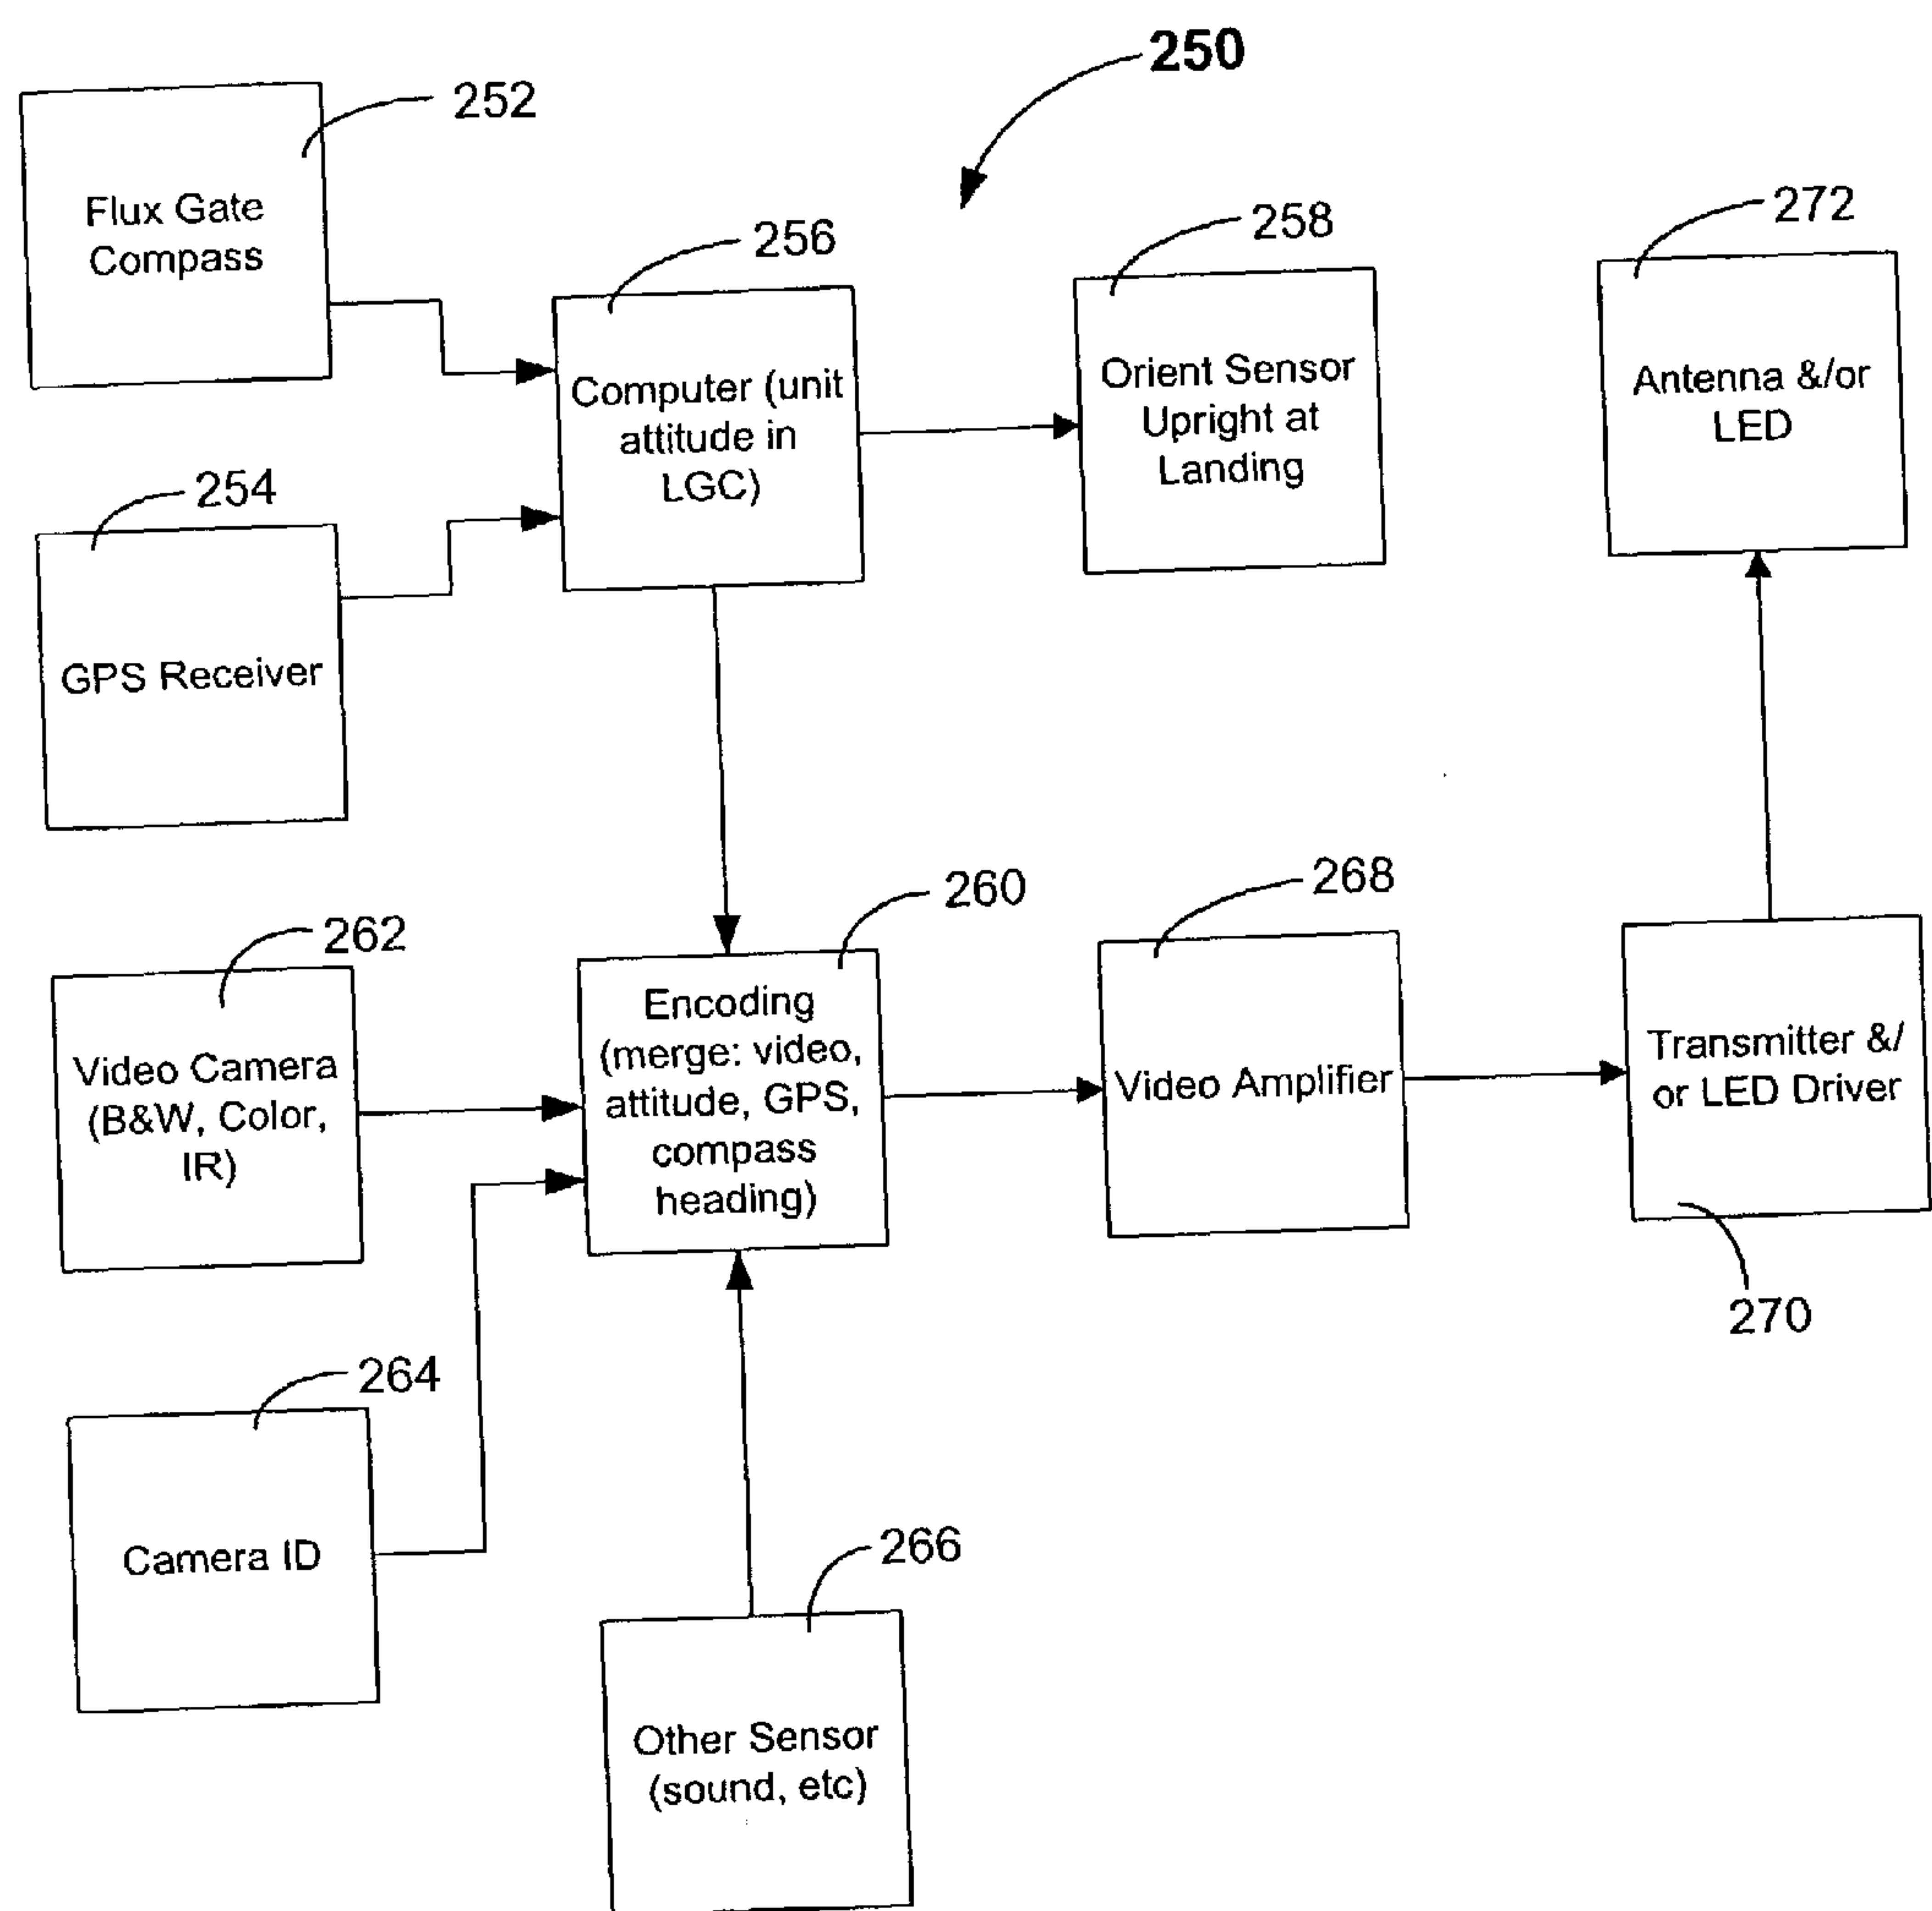 250
252
Flux Gate
Compass
256
258
272
Computer (unit
attitude in
LGC)
Orient Sensor
Upright at
Landing
Antenna &/or
LED
254
GPS Receiver
262
260
268
Video Camera
(B&W, Color,
IR)
Encoding
(merge: video,
attitude, GPS,
compass
heading)
Video Amplifier
Transmitter &/
or LED Driver
270
264
Camera ID
266
Other Sensor
(sound, etc)